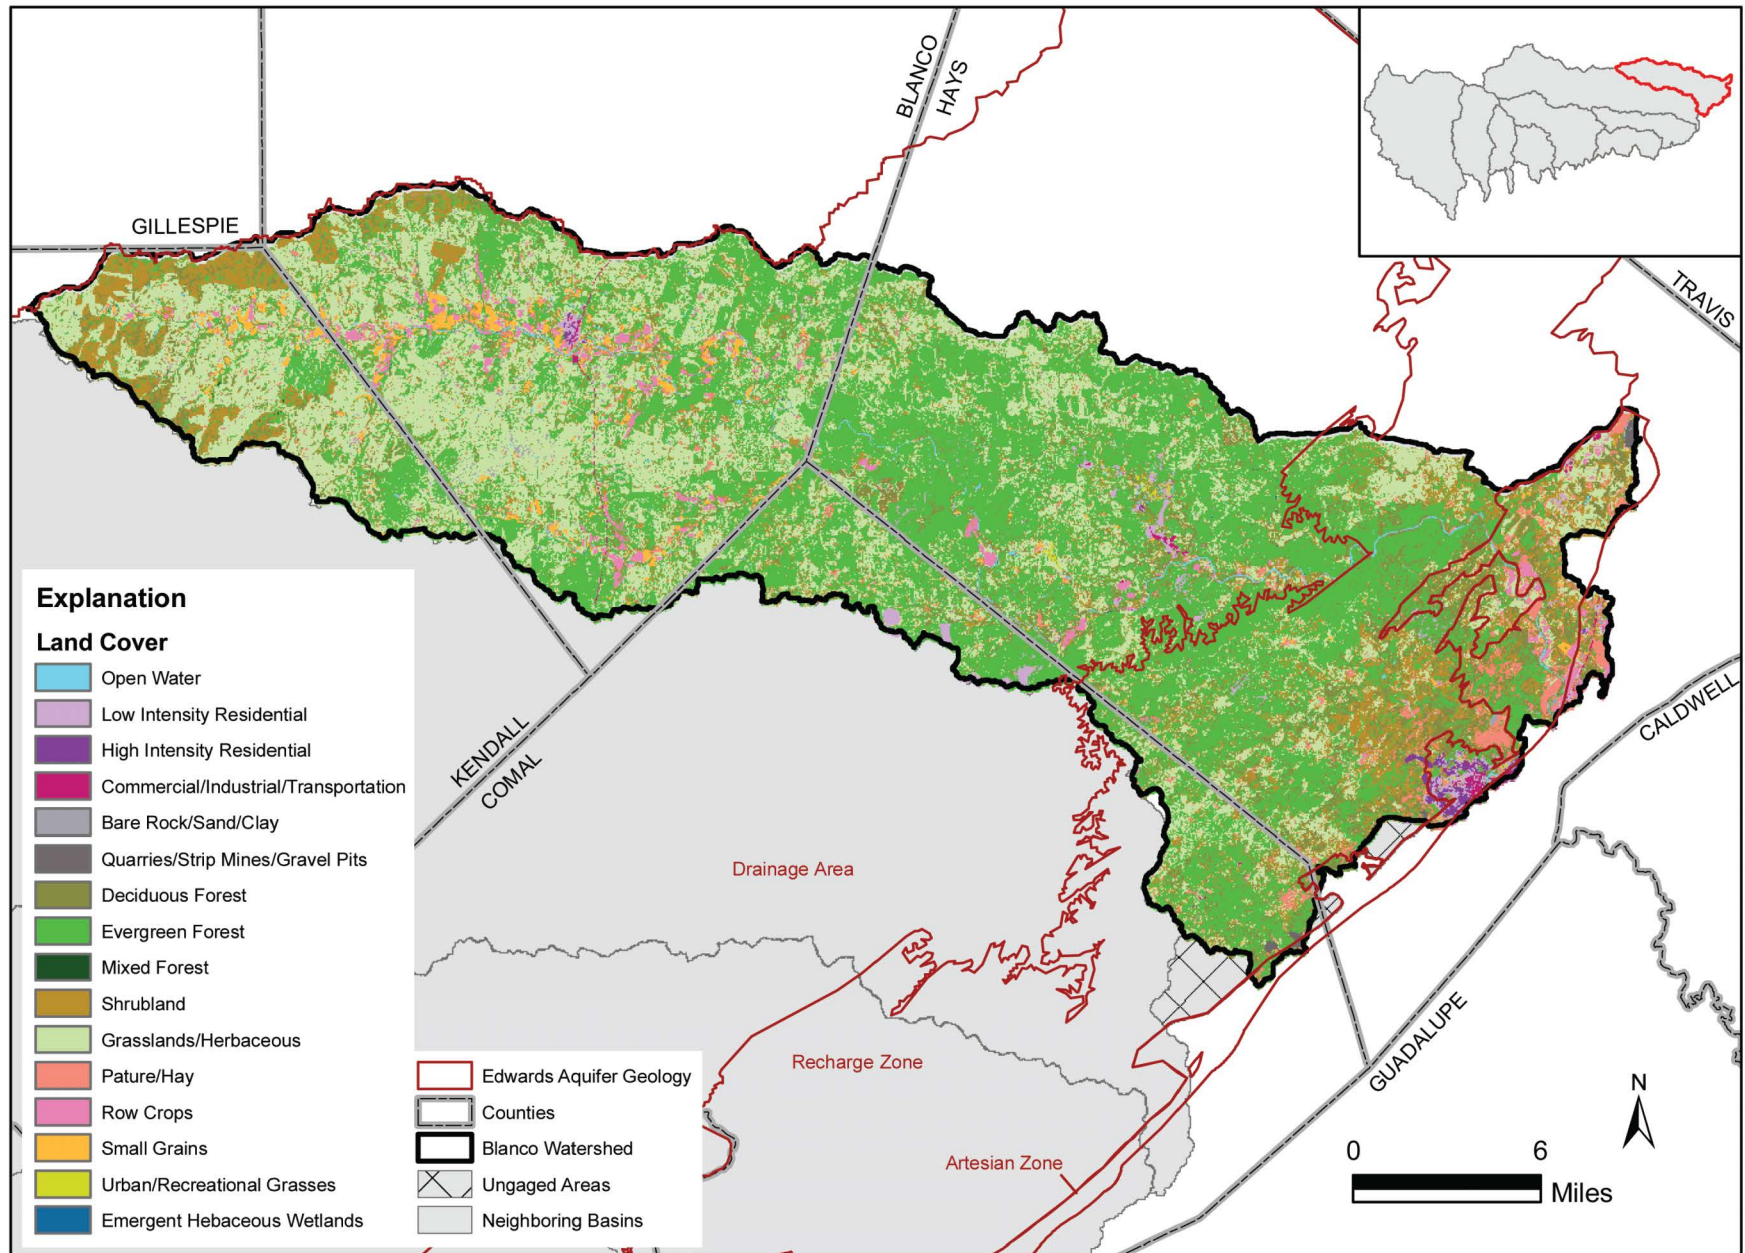 BLANCO
HAYS
GILLESPIE
TRAVIS
CALDWELL
KENDALL
COMAL
GUADALUPE
Drainage Area
Recharge Zone
Artesian Zone
Explanation
Land Cover
Open Water
Low Intensity Residential
High Intensity Residential
Commercial/Industrial/Transportation
Bare Rock/Sand/Clay
Quarries/Strip Mines/Gravel Pits
Deciduous Forest
Evergreen Forest
Mixed Forest
Shrubland
Grasslands/Herbaceous
Pature/Hay
Row Crops
Small Grains
Urban/Recreational Grasses
Emergent Hebaceous Wetlands
Edwards Aquifer Geology
Counties
Blanco Watershed
Ungaged Areas
Neighboring Basins
N
0 6
Miles